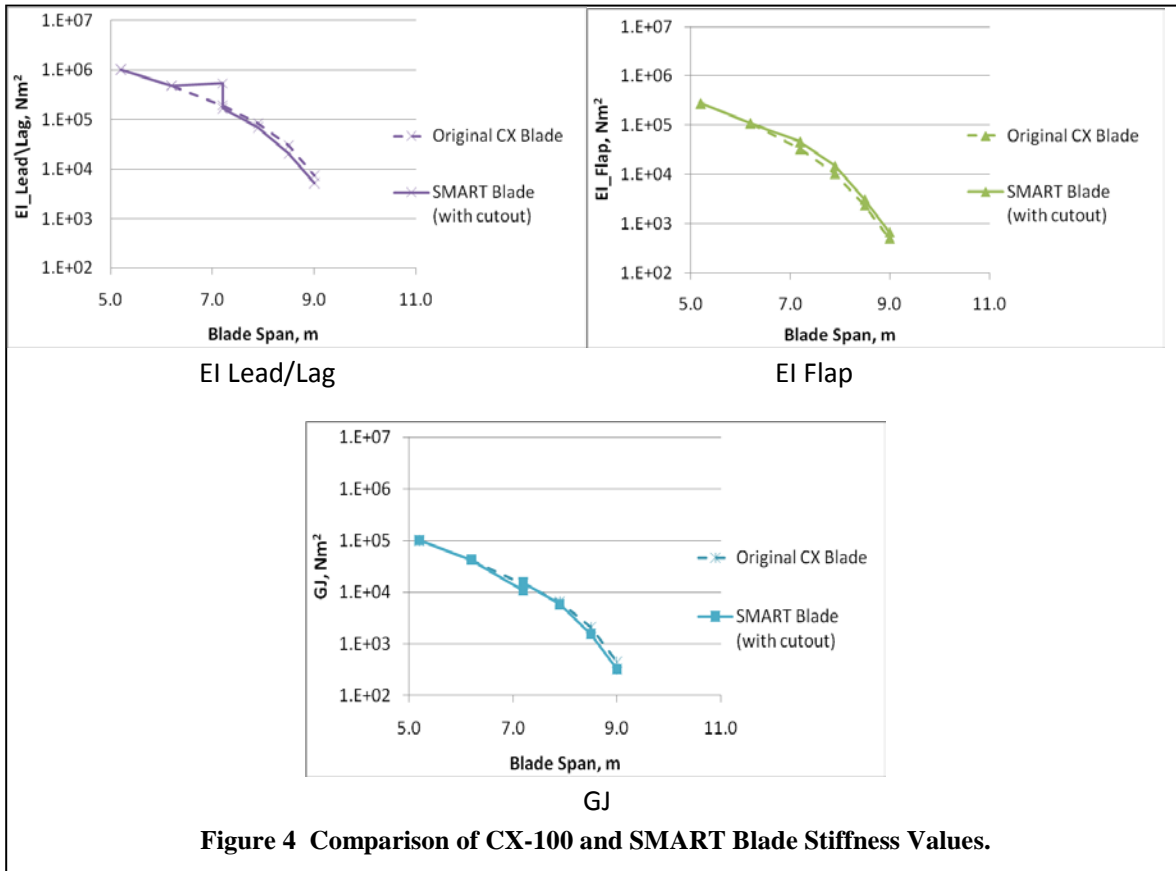 1.E+07
1.E+06
1.E+05
1.E+04
1.E+03
1.E+02
EI_Lead\Lag, Nm²
5.0 7.0 9.0 11.0
Blade Span, m
Original CX Blade
SMART Blade
(with cutout)
EI Lead/Lag
1.E+07
1.E+06
1.E+05
1.E+04
1.E+03
1.E+02
EI_Flap, Nm²
5.0 7.0 9.0 11.0
Blade Span, m
Original CX Blade
SMART Blade
(with cutout)
EI Flap
1.E+07
1.E+06
1.E+05
1.E+04
1.E+03
1.E+02
GJ, Nm²
5.0 7.0 9.0 11.0
Blade Span, m
Original CX Blade
SMART Blade
(with cutout)
GJ
Figure 4 Comparison of CX-100 and SMART Blade Stiffness Values.